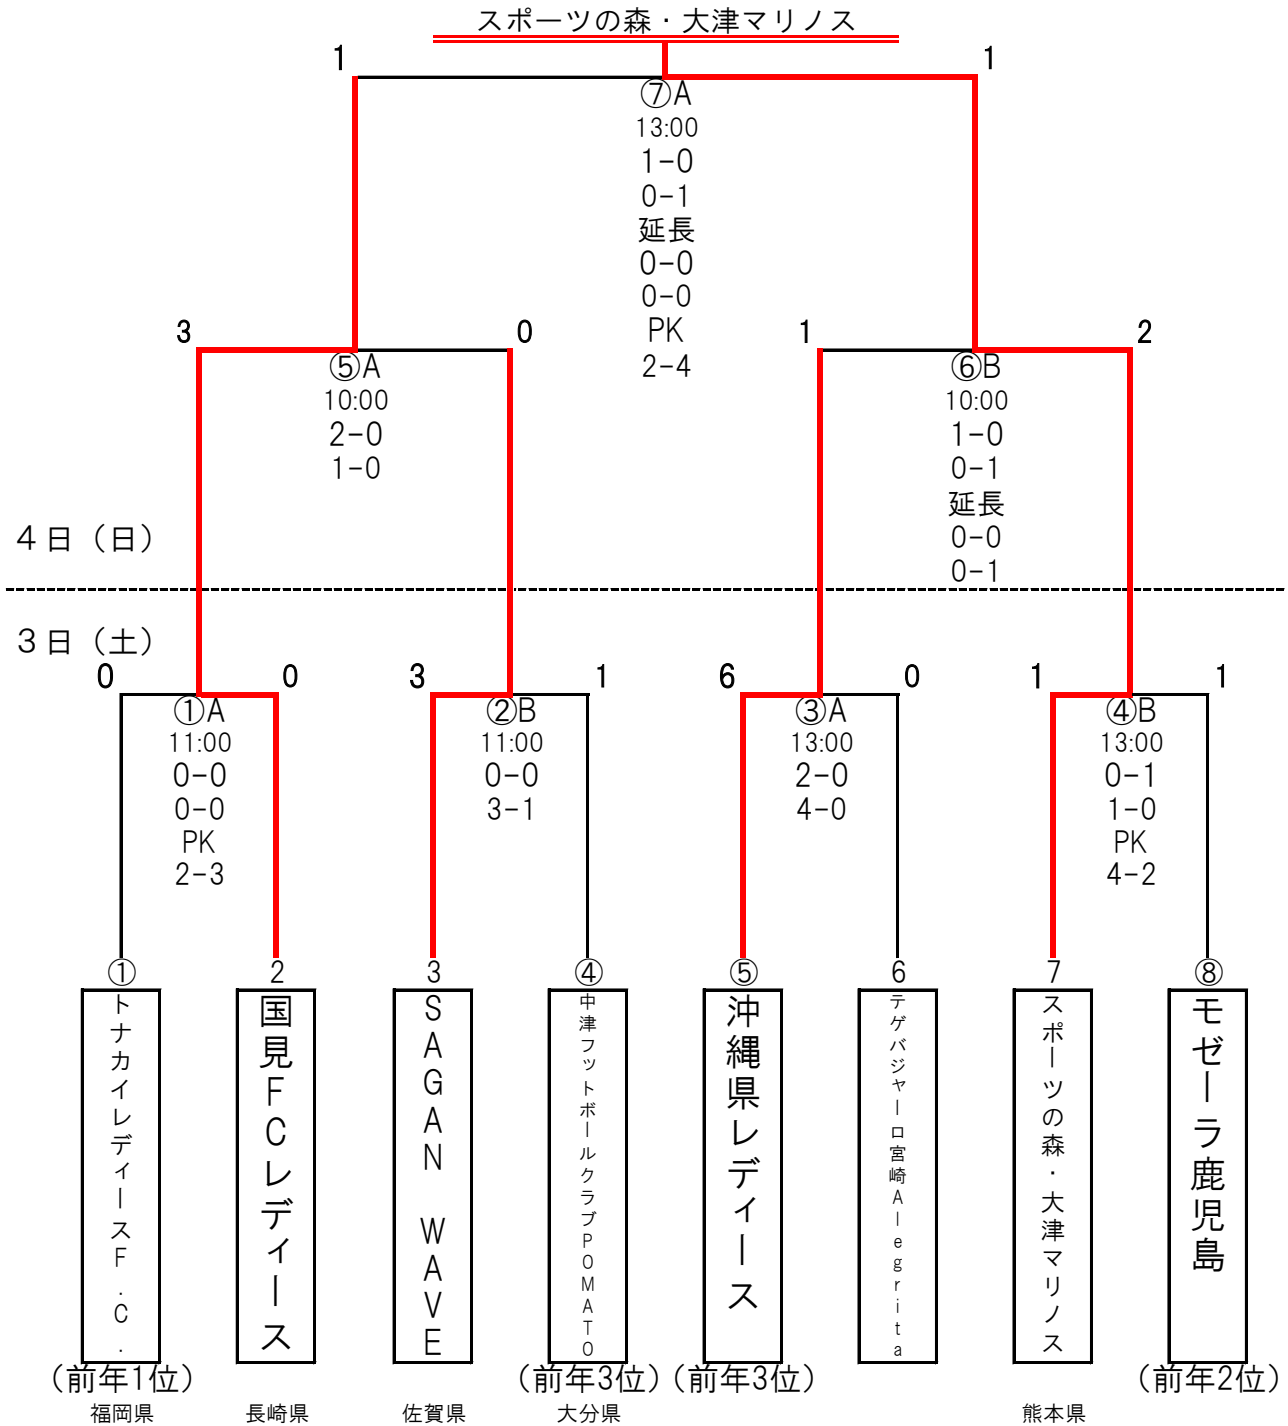 スポーツの森・大津マリノス
1
1
⑦A
13:00
1-0
0-1
延長
0-0
0-0
PK
2-4
3
0
1
2
⑤A
10:00
2-0
1-0
⑥B
10:00
1-0
0-1
延長
0-0
0-1
4日（日）
3日（土）
0
0
3
1
6
0
1
1
①A
11:00
0-0
0-0
PK
2-3
②B
11:00
0-0
3-1
③A
13:00
2-0
4-0
④B
13:00
0-1
1-0
PK
4-2
①
2
3
④
⑤
6
7
⑧
トナカイレディースF.C.
国見FCレディース
SAGAN WAVE
中津フットボールクラブPOMATO
沖縄県レディース
テゲバジャーロ宮崎Alegrita
スポーツの森・大津マリノス
モゼーラ鹿児島
(前年1位)
(前年3位)
(前年3位)
(前年2位)
福岡県
長崎県
佐賀県
大分県
熊本県